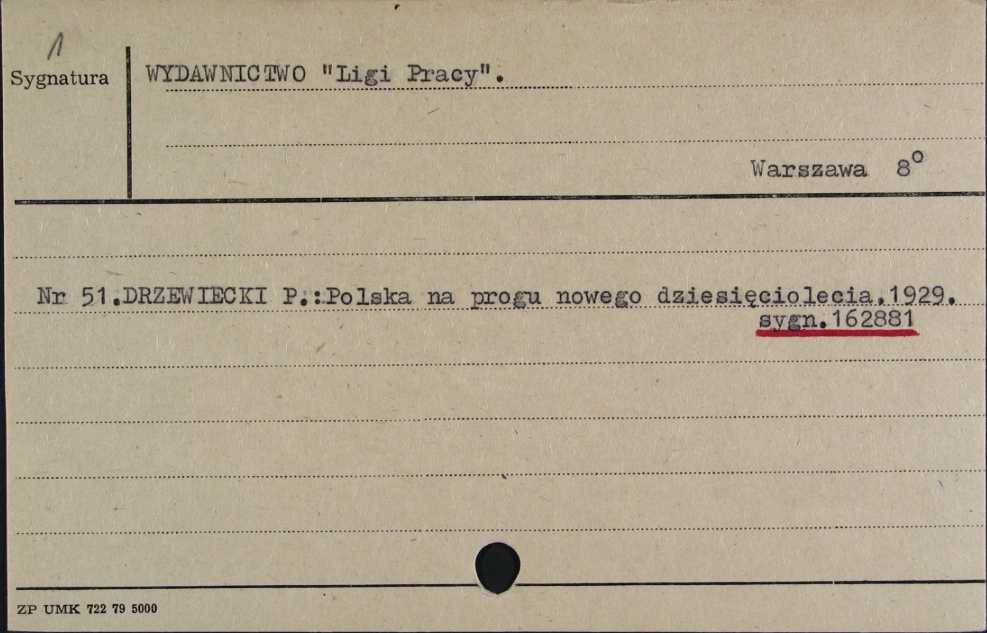 1
Sygnatura
WYDAWNICTWO "Ligi Pracy".
Warszawa 8°
Nr 51.DRZEWIECKI P.:Polska na progu nowego dziesięciolecia.1929.
sygn.162881
ZP UMK 722 79 5000